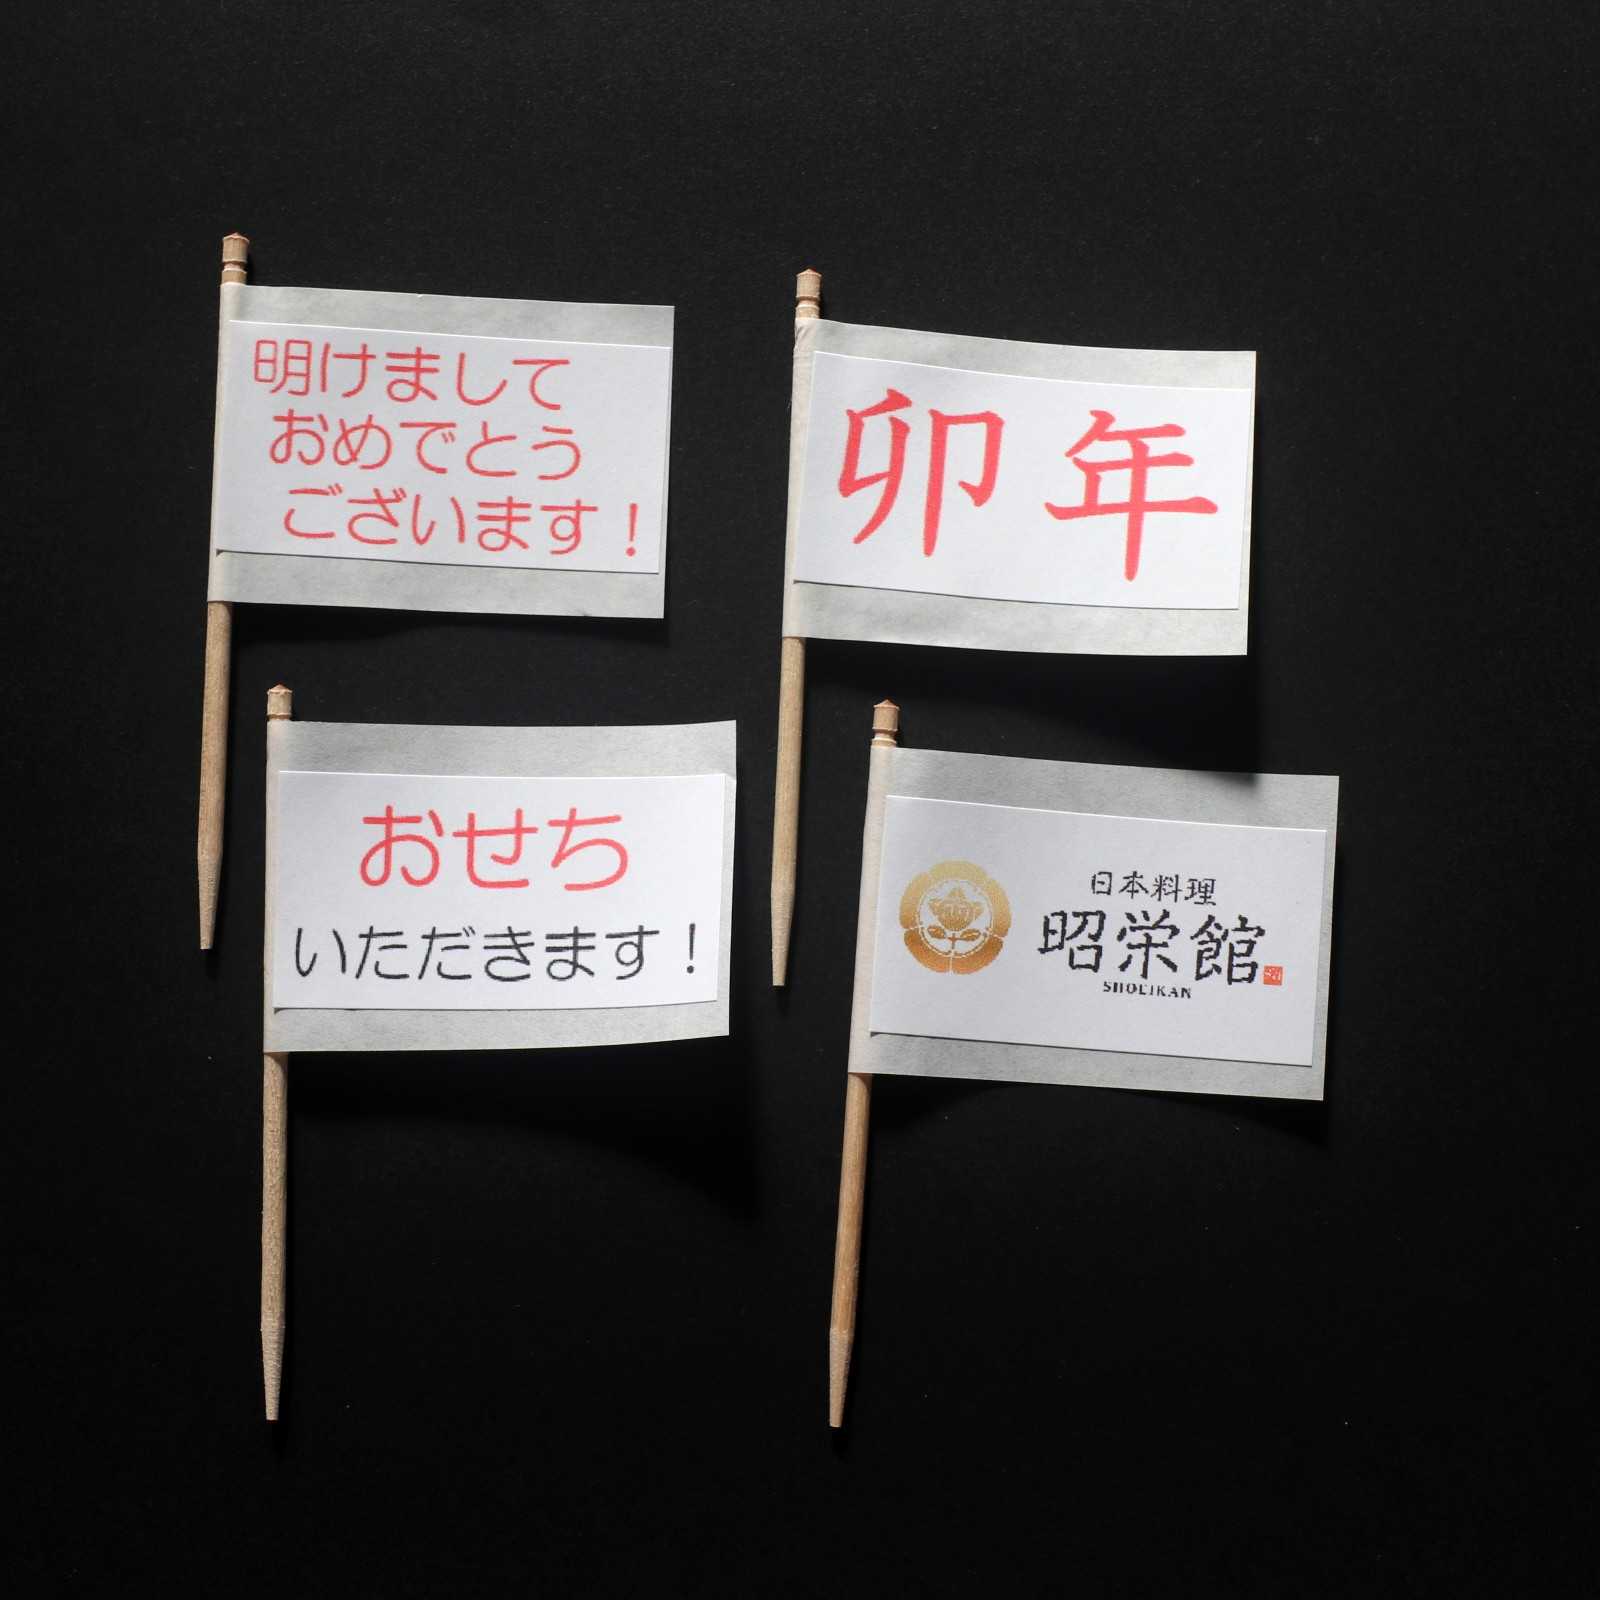 明けまして
おめでとう
ございます！
卯年
おせち
いただきます！
日本料理
昭栄館
SHOEIKAN